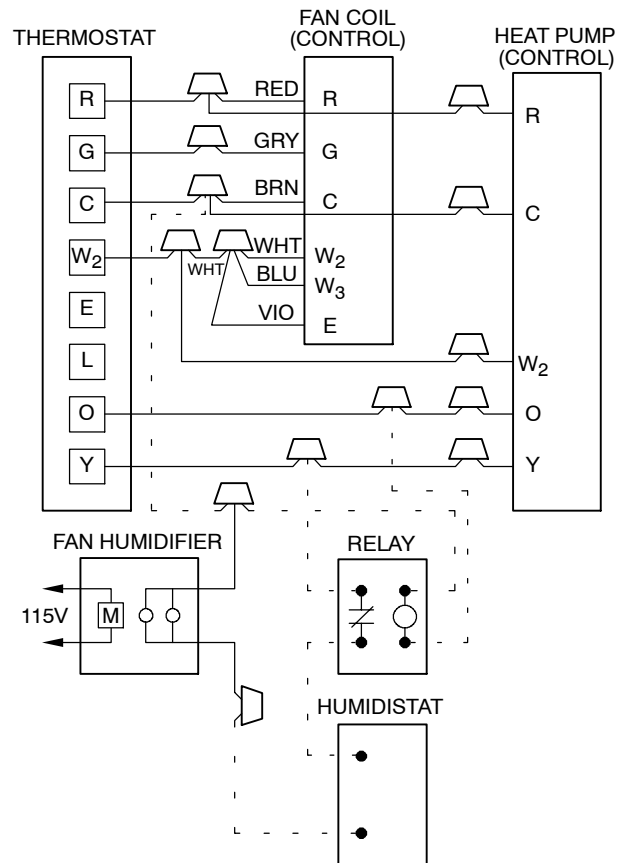 THERMOSTAT
FAN COIL
(CONTROL)
HEAT PUMP
(CONTROL)
R
RED
R
R
G
GRY
G
C
BRN
C
C
W2
WHT
WHT
W2
BLU
W3
E
VIO
E
L
W2
O
O
Y
Y
FAN HUMIDIFIER
RELAY
115V
M
HUMIDISTAT